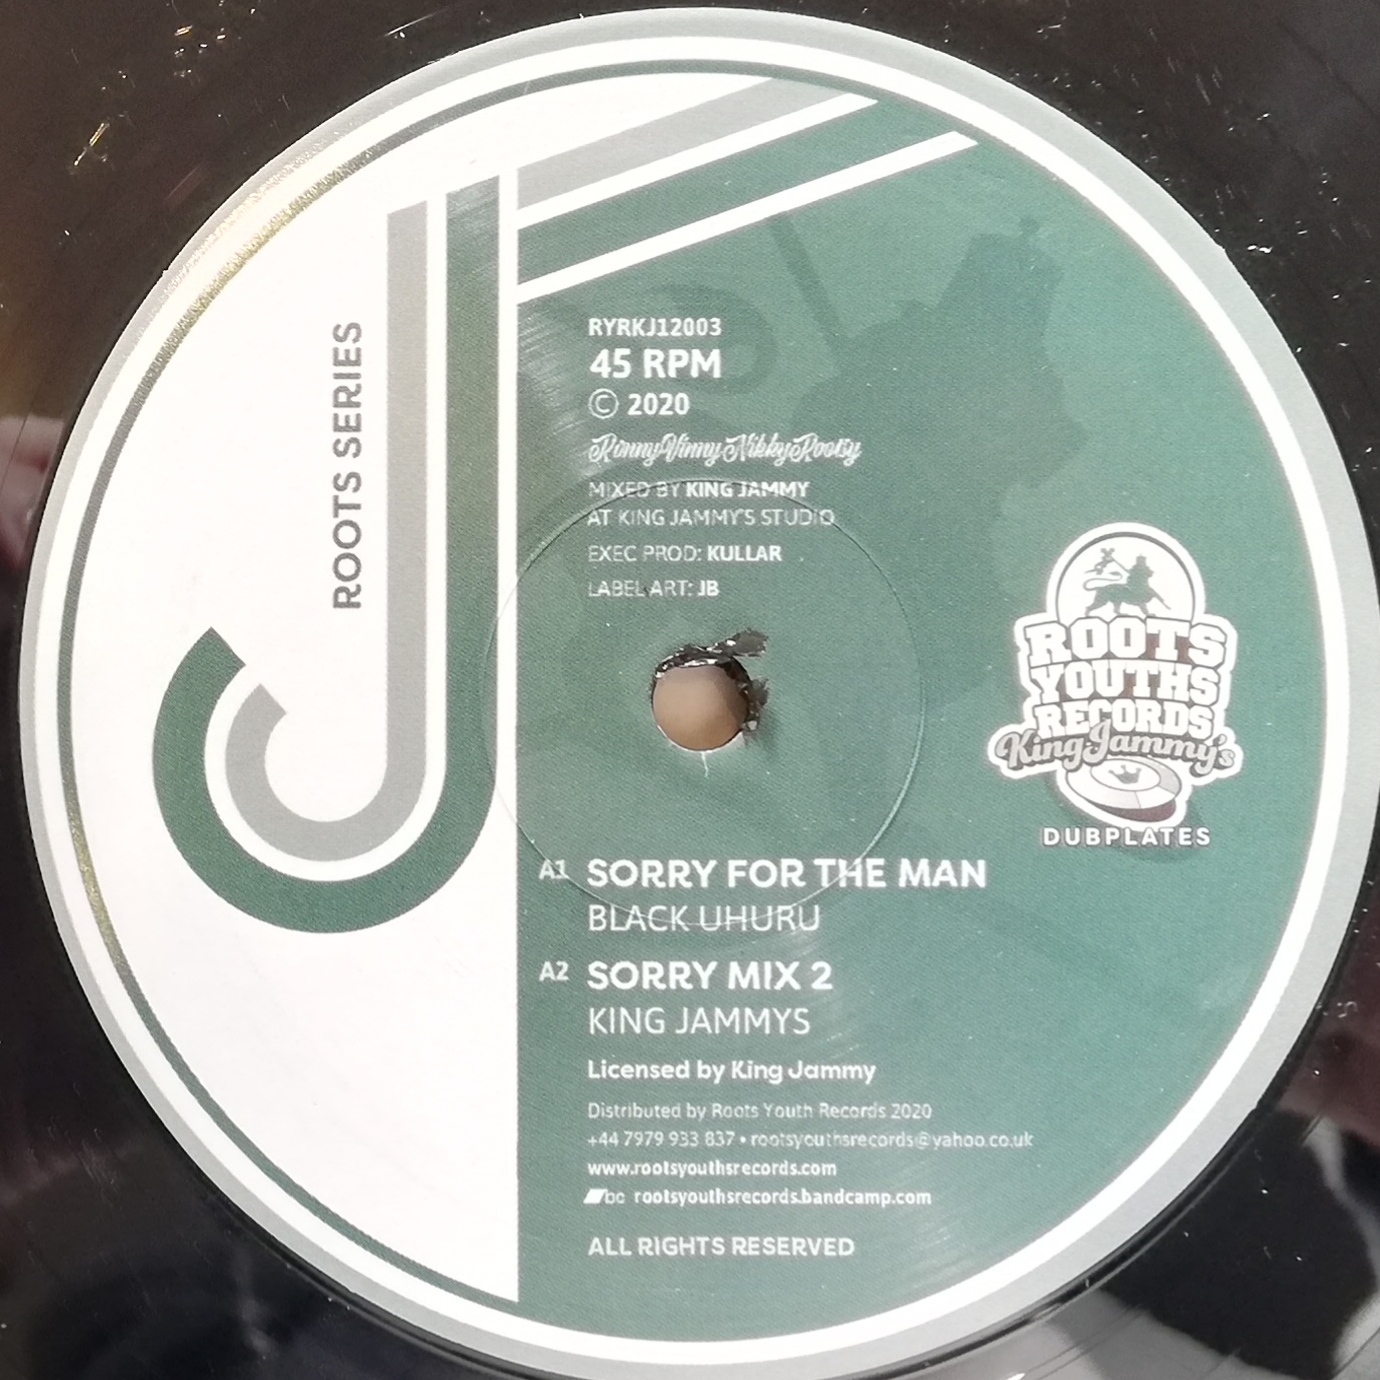 ROOTS SERIES
RYRKJ12003
45 RPM
© 2020
RonnyVinnyNikkyRootsy
MIXED BY KING JAMMY
AT KING JAMMY'S STUDIO
EXEC PROD: KULLAR
LABEL ART: JB
ROOTS
YOUTHS
RECORDS
King Jammy's
DUBPLATES
A1 SORRY FOR THE MAN
BLACK UHURU
A2 SORRY MIX 2
KING JAMMYS
Licensed by King Jammy
Distributed by Roots Youth Records 2020
+44 7979 933 837 • rootsyouthsrecords@yahoo.co.uk
www.rootsyouthsrecords.com
bc rootsyouthsrecords.bandcamp.com
ALL RIGHTS RESERVED